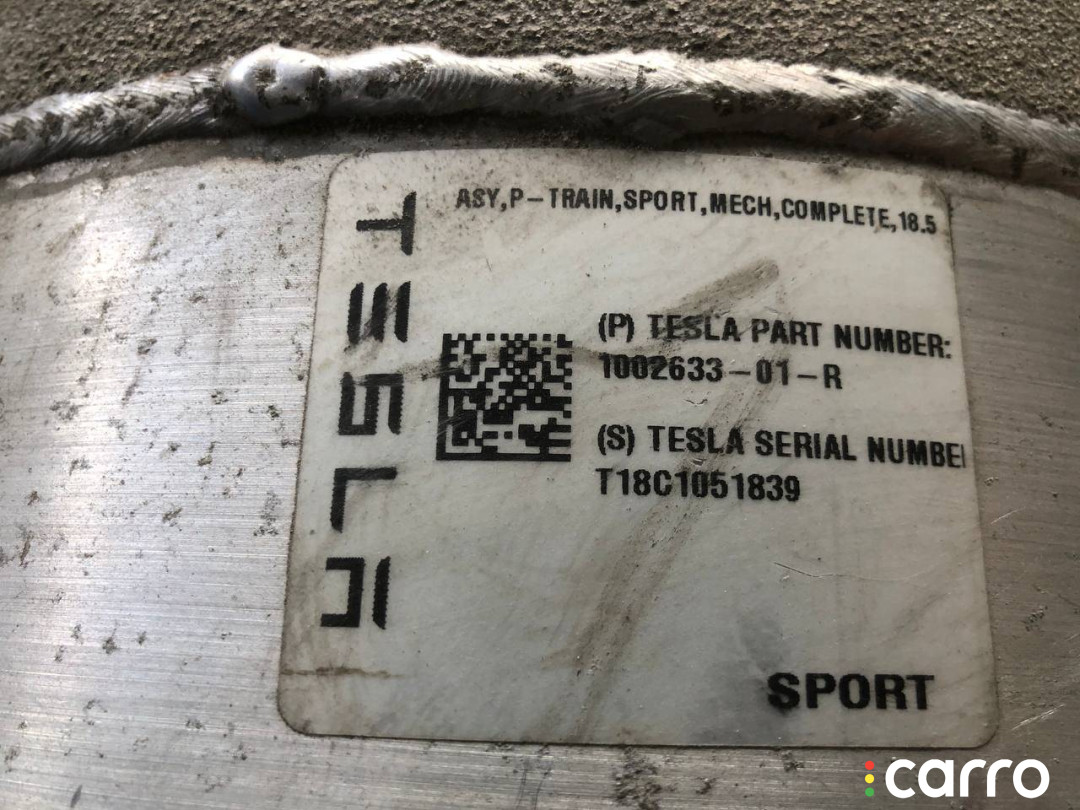 TESLA
ASY,P-TRAIN,SPORT,MECH,COMPLETE,18.5
(P) TESLA PART NUMBER:
1002633-01-R
(S) TESLA SERIAL NUMBE
T18C1051839
SPORT
carro